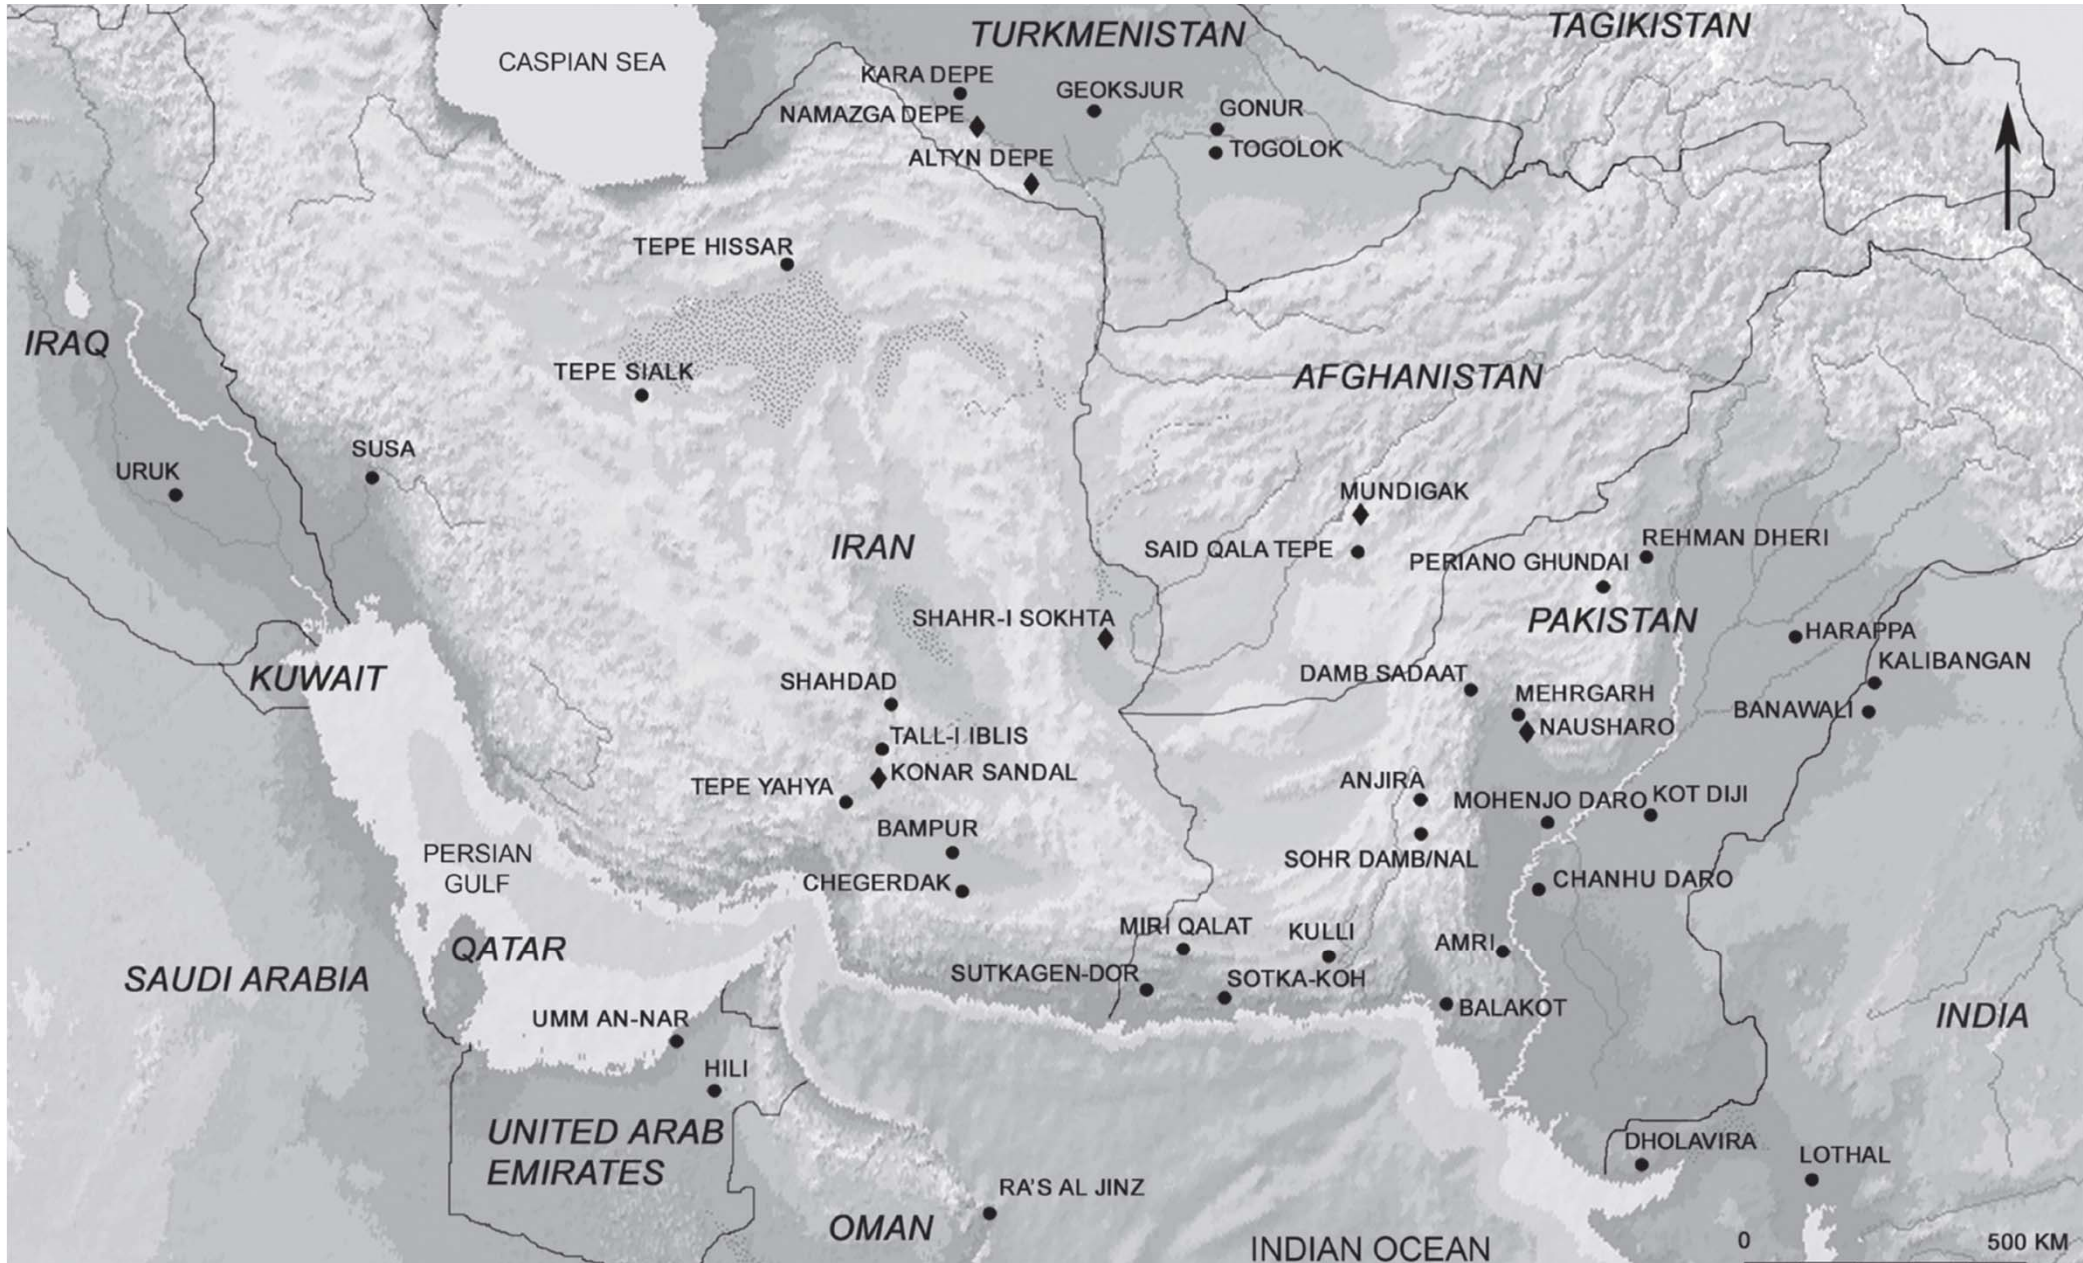 TURKMENISTAN
TAGIKISTAN
CASPIAN SEA
KARA DEPE
GEOKSJUR
GONUR
NAMAZGA DEPE
TOGOLOK
ALTYN DEPE
TEPE HISSAR
IRAQ
TEPE SIALK
AFGHANISTAN
SUSA
URUK
MUNDIGAK
IRAN
SAID QALA TEPE
REHMAN DHERI
PERIANO GHUNDAI
SHAHR-I SOKHTA
PAKISTAN
HARAPPA
KALIBANGAN
KUWAIT
SHAHDAD
DAMB SADAAT
MEHRGARH
BANAWALI
NAUSHARO
TALL-I IBLIS
KONAR SANDAL
TEPE YAHYA
ANJIRA
MOHENJO DARO
KOT DIJI
BAMPUR
PERSIAN
GULF
SOHR DAMB/NAL
CHEGERDAK
CHANHU DARO
MIRI QALAT
KULLI
AMRI
QATAR
SAUDI ARABIA
SUTKAGEN-DOR
SOTKA-KOH
BALAKOT
INDIA
UMM AN-NAR
HILI
UNITED ARAB
EMIRATES
DHOLAVIRA
LOTHAL
RA'S AL JINZ
OMAN
INDIAN OCEAN
0
500 KM